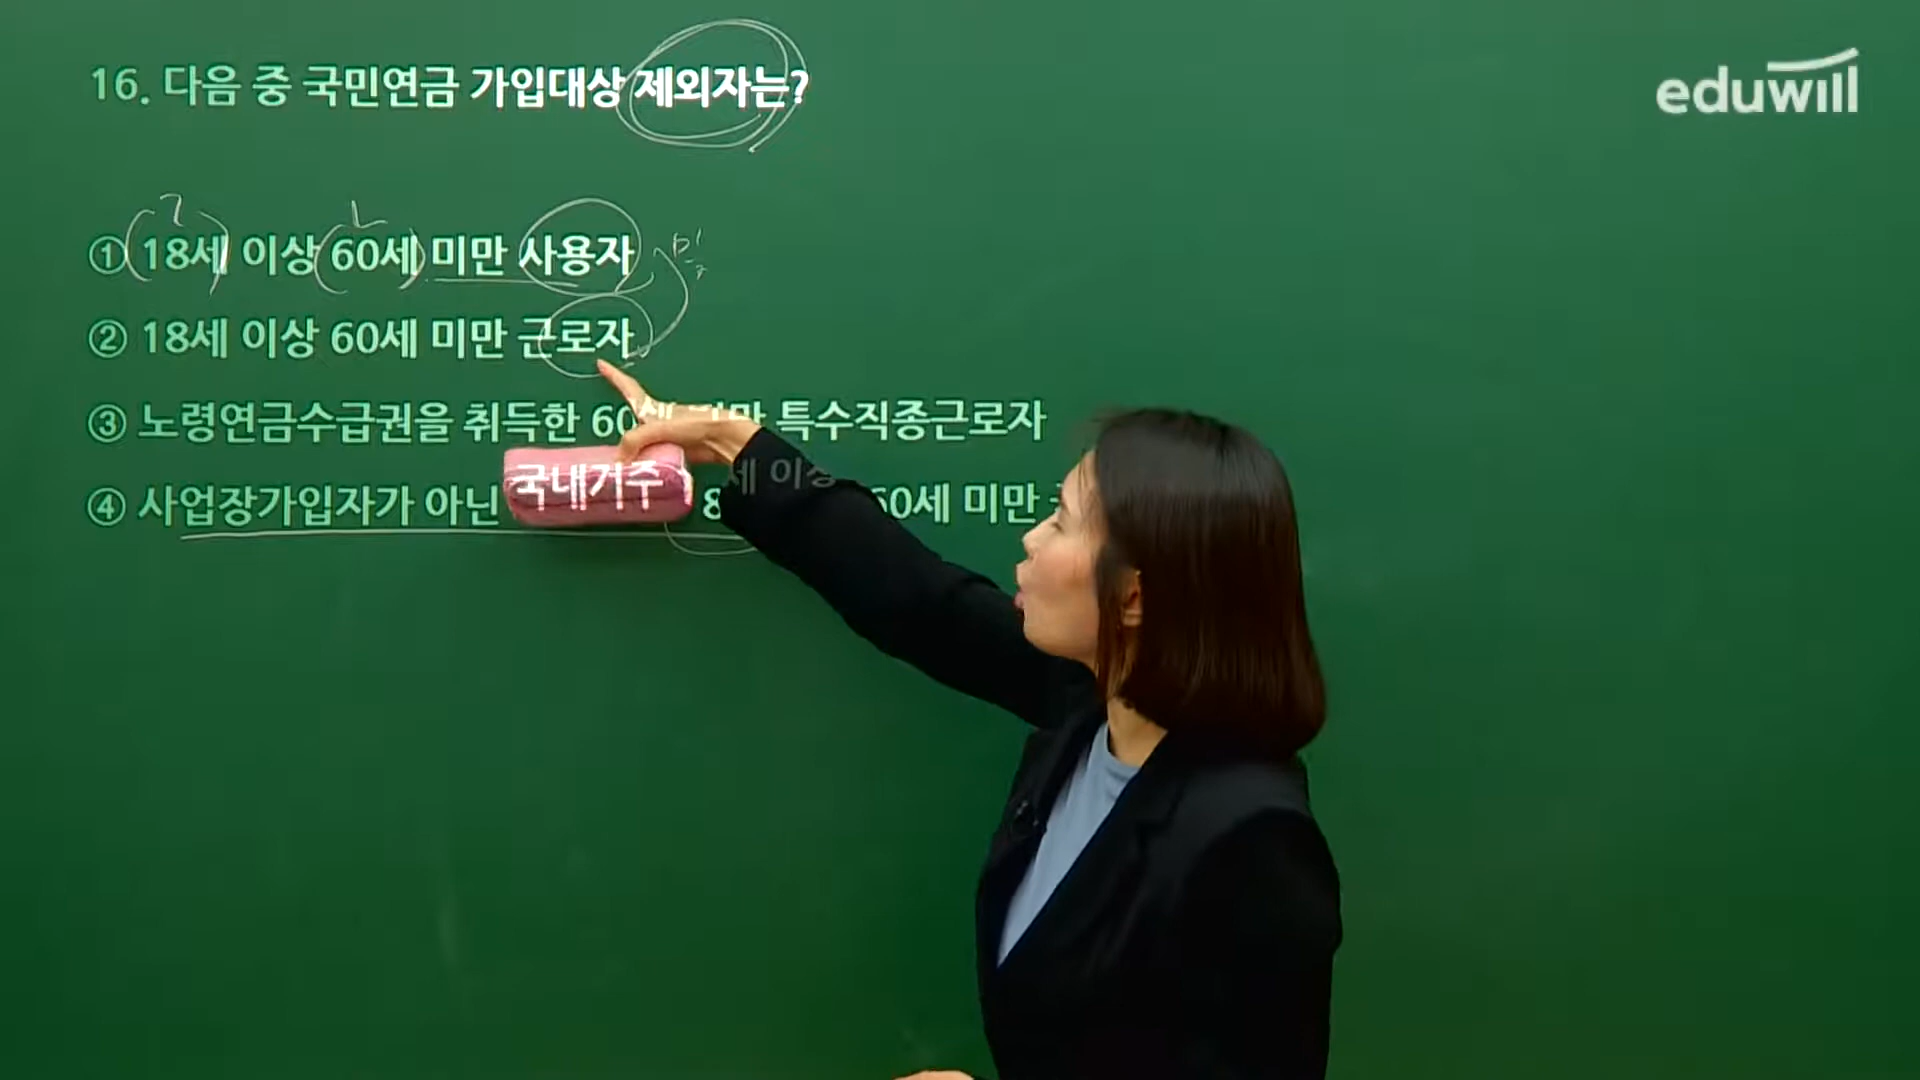 16. 다음 중 국민연금 가입대상 제외자는?
eduwill
① 18세 이상 60세 미만 사용자
② 18세 이상 60세 미만 근로자
③ 노령연금수급권을 취득한 60세 미만 특수직종근로자
④ 사업장가입자가 아닌 국내거주 8세 이상 60세 미만